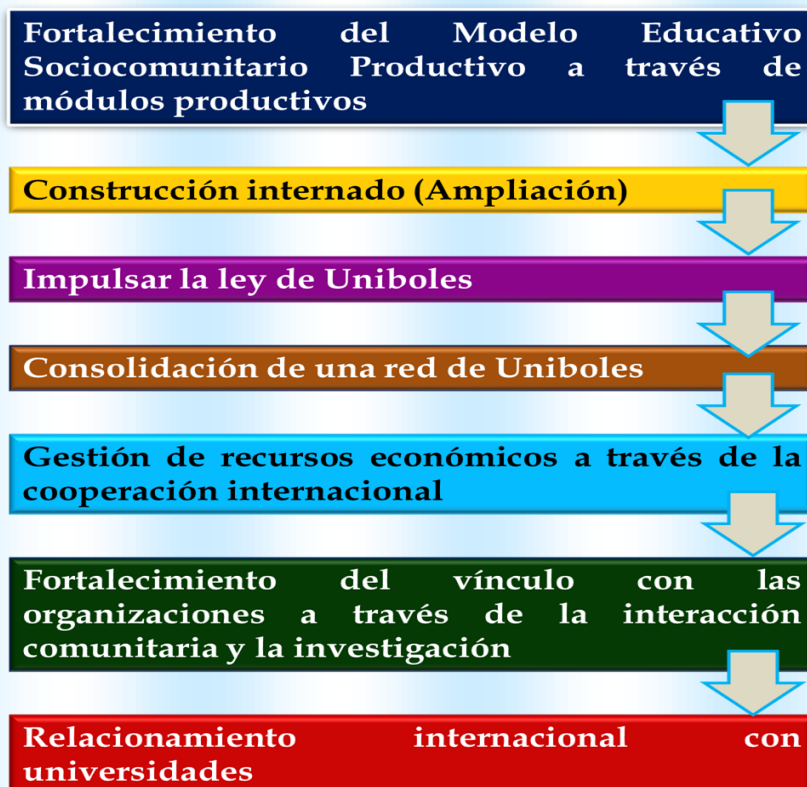 Fortalecimiento del Modelo Educativo
Sociocomunitario Productivo a través de
módulos productivos
Construcción internado (Ampliación)
Impulsar la ley de Uniboles
Consolidación de una red de Uniboles
Gestión de recursos económicos a través de la
cooperación internacional
Fortalecimiento del vínculo con las
organizaciones a través de la interacción
comunitaria y la investigación
Relacionamiento internacional con
universidades